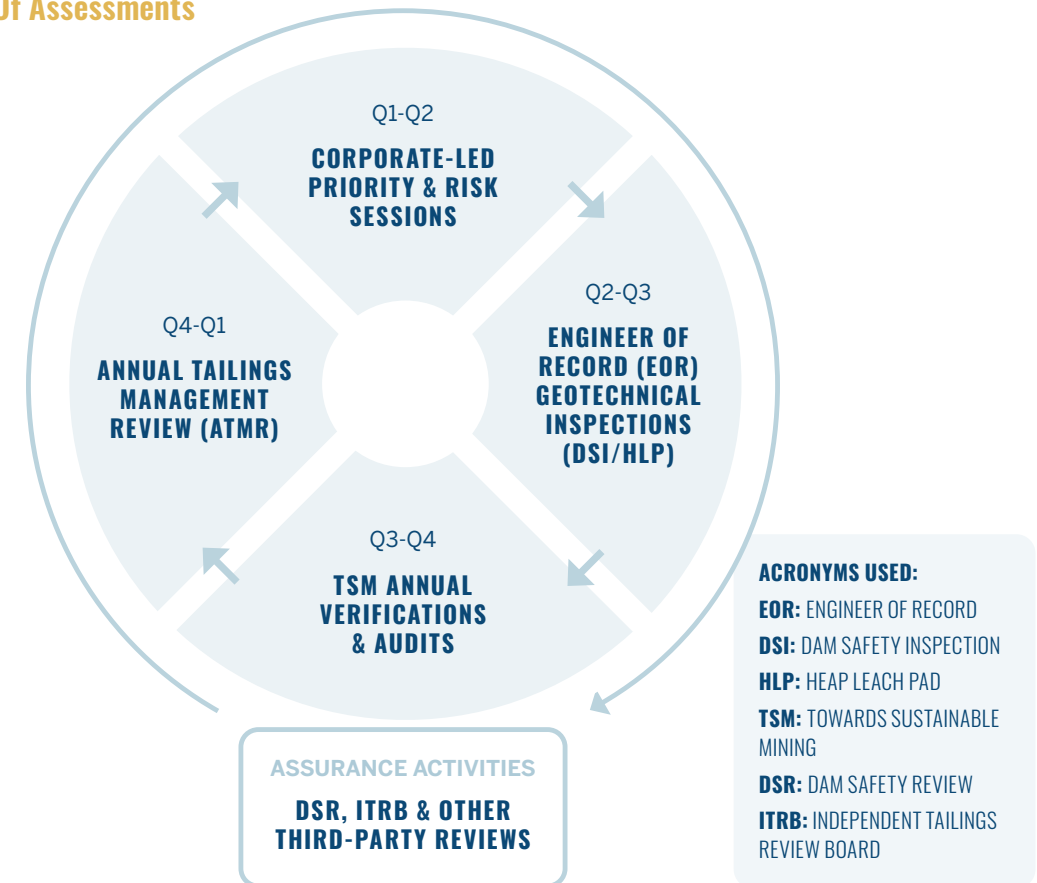 Of Assessments
Q1-Q2
CORPORATE-LED
PRIORITY & RISK
SESSIONS
Q2-Q3
ENGINEER OF
RECORD (EOR)
GEOTECHNICAL
INSPECTIONS
(DSI/HLP)
Q3-Q4
TSM ANNUAL
VERIFICATIONS
& AUDITS
Q4-Q1
ANNUAL TAILINGS
MANAGEMENT
REVIEW (ATMR)
ASSURANCE ACTIVITIES
DSR, ITRB & OTHER
THIRD-PARTY REVIEWS
ACRONYMS USED:
EOR: ENGINEER OF RECORD
DSI: DAM SAFETY INSPECTION
HLP: HEAP LEACH PAD
TSM: TOWARDS SUSTAINABLE
MINING
DSR: DAM SAFETY REVIEW
ITRB: INDEPENDENT TAILINGS
REVIEW BOARD